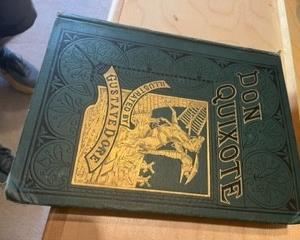 DON
QUIXOTE
ILLUSTRATED BY
GUSTAVE DORÉ